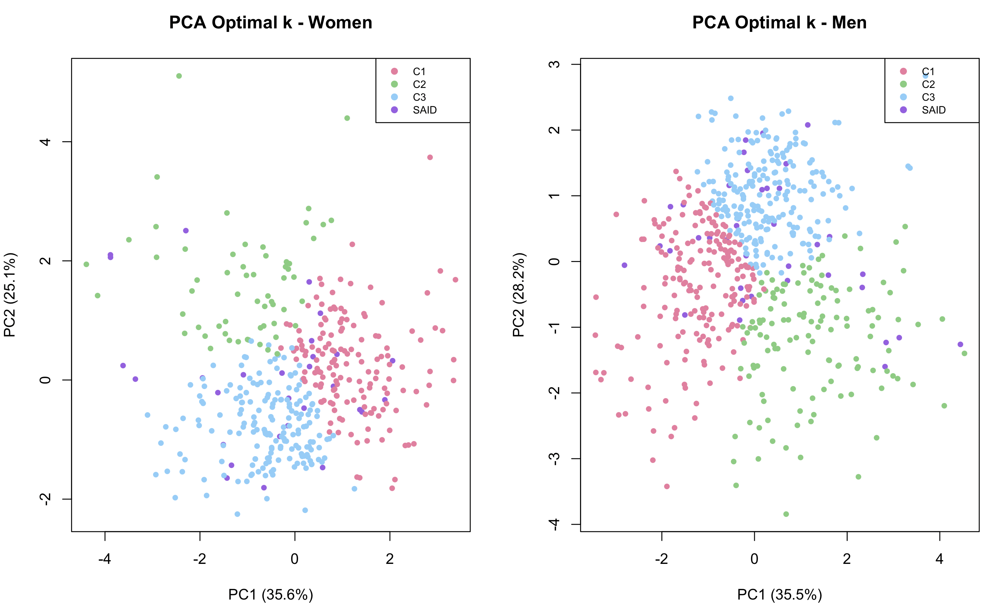 PCA Optimal k - Women
PC2 (25.1%)
4
2
0
-2
C1
C2
C3
SAID
-4
-2
0
2
PC1 (35.6%)
PCA Optimal k - Men
PC2 (28.2%)
3
2
1
0
-1
-2
-3
-4
C1
C2
C3
SAID
-2
0
2
4
PC1 (35.5%)